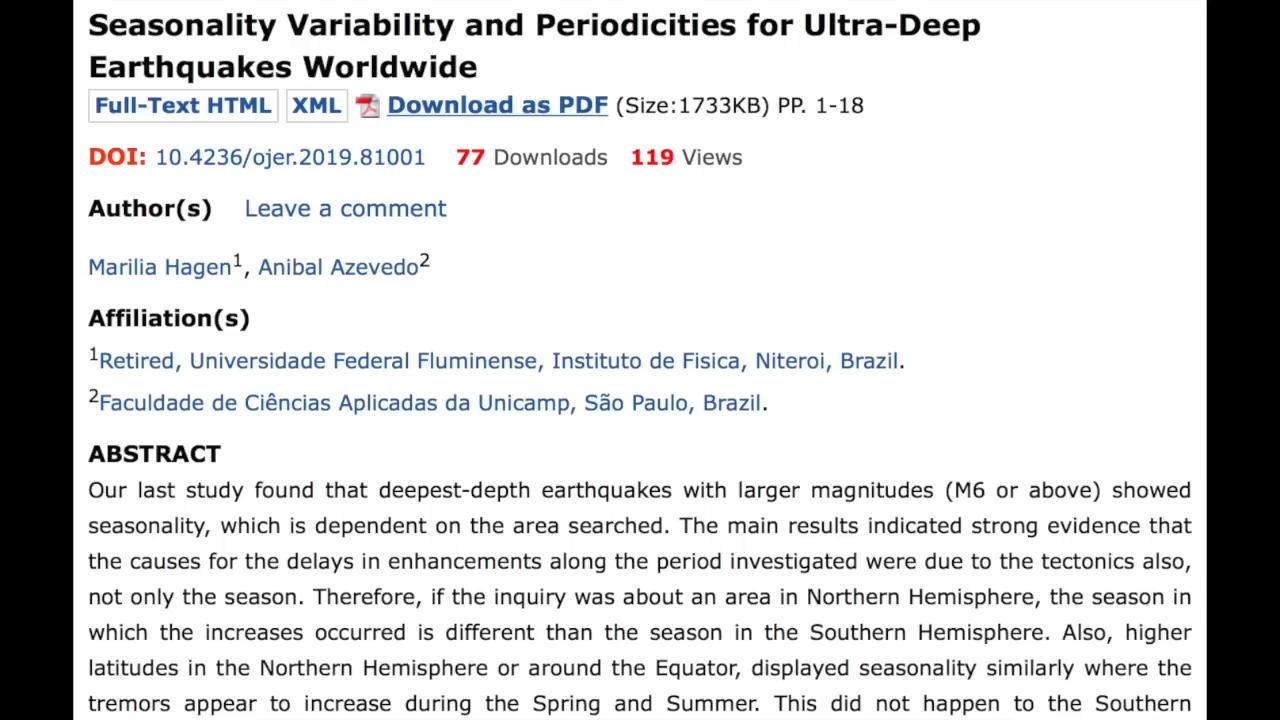 Seasonality Variability and Periodicities for Ultra-Deep
Earthquakes Worldwide
Full-Text HTML XML Download as PDF (Size:1733KB) PP. 1-18
DOI: 10.4236/ojer.2019.81001 77 Downloads 119 Views
Author(s) Leave a comment
Marilia Hagen1, Anibal Azevedo2
Affiliation(s)
1Retired, Universidade Federal Fluminense, Instituto de Fisica, Niteroi, Brazil.
2Faculdade de Ciências Aplicadas da Unicamp, São Paulo, Brazil.
ABSTRACT
Our last study found that deepest-depth earthquakes with larger magnitudes (M6 or above) showed
seasonality, which is dependent on the area searched. The main results indicated strong evidence that
the causes for the delays in enhancements along the period investigated were due to the tectonics also,
not only the season. Therefore, if the inquiry was about an area in Northern Hemisphere, the season in
which the increases occurred is different than the season in the Southern Hemisphere. Also, higher
latitudes in the Northern Hemisphere or around the Equator, displayed seasonality similarly where the
tremors appear to increase during the Spring and Summer. This did not happen to the Southern